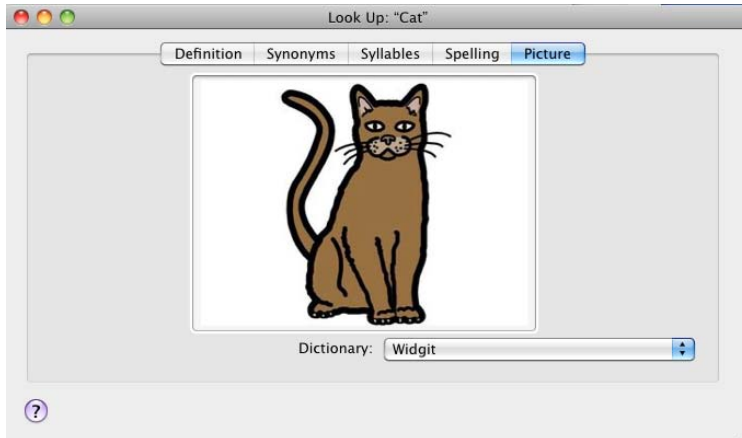 Look Up: “Cat”
Definition Synonyms Syllables Spelling Picture
Dictionary: Widgit
?